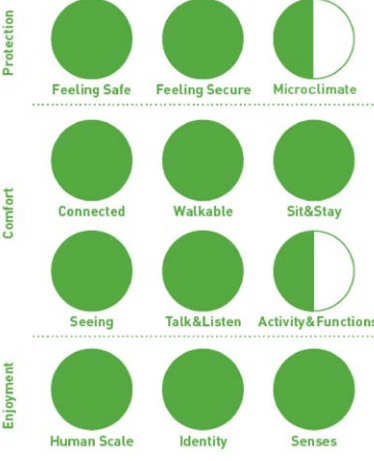 Protection
Feeling Safe
Feeling Secure
Microclimate
Comfort
Connected
Walkable
Sit&Stay
Seeing
Talk&Listen
Activity&Functions
Enjoyment
Human Scale
Identity
Senses